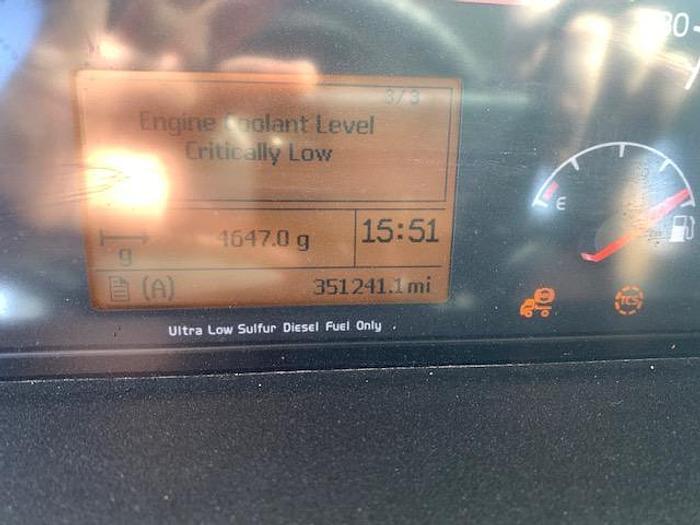 3/3
Engine Coolant Level
Critically Low
4647.0 g
15:51
g
(A)
351241.1mi
Ultra Low Sulfur Diesel Fuel Only
80
E
TCS